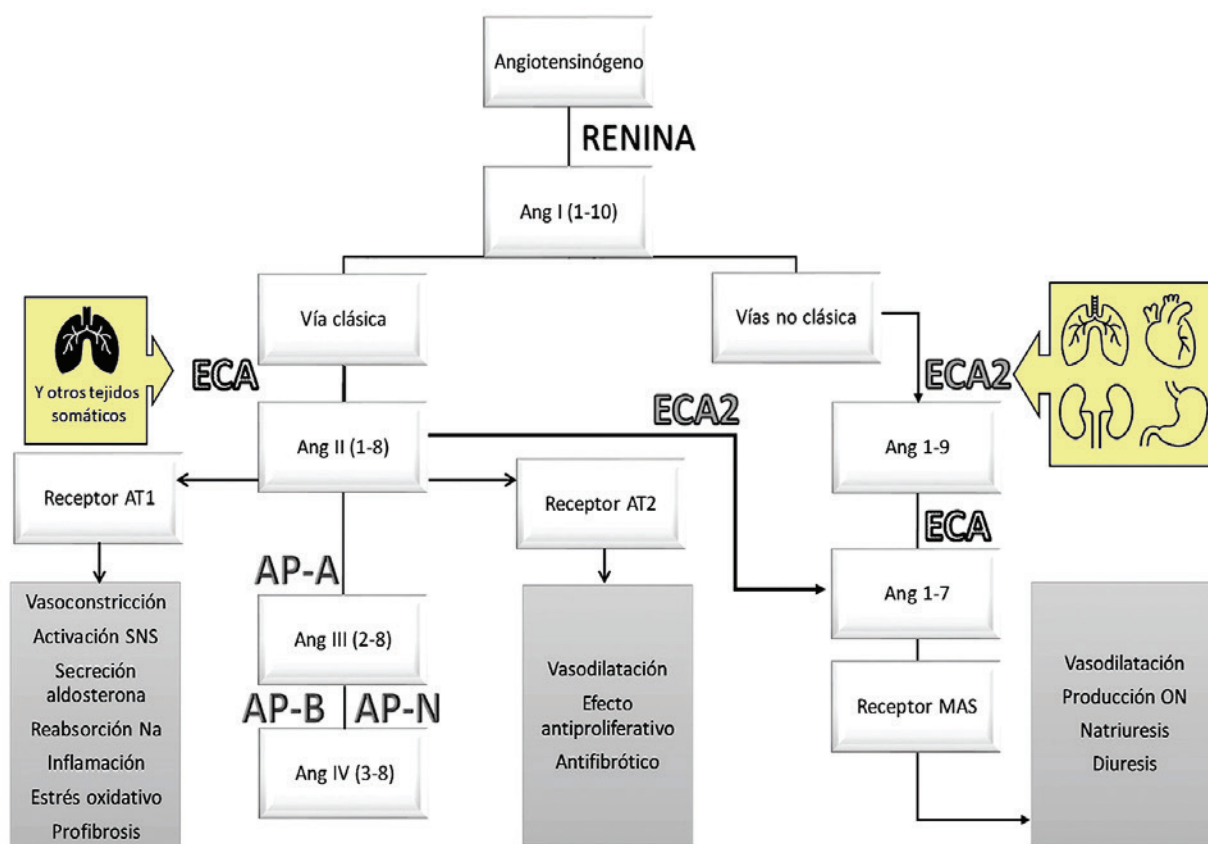 Angiotensinógeno
RENINA
Ang I (1-10)
Vía clásica
Vías no clásica
Y otros tejidos
somáticos
ECA
ECA2
ECA2
Ang II (1-8)
Ang 1-9
Receptor AT1
Receptor AT2
ECA
AP-A
Ang 1-7
Vasoconstricción
Activación SNS
Secreción
aldosterona
Reabsorción Na
Inflamación
Estrés oxidativo
Profibrosis
Ang III (2-8)
AP-B
AP-N
Ang IV (3-8)
Vasodilatación
Efecto
antiproliferativo
Antifibrótico
Receptor MAS
Vasodilatación
Producción ON
Natriuresis
Diuresis